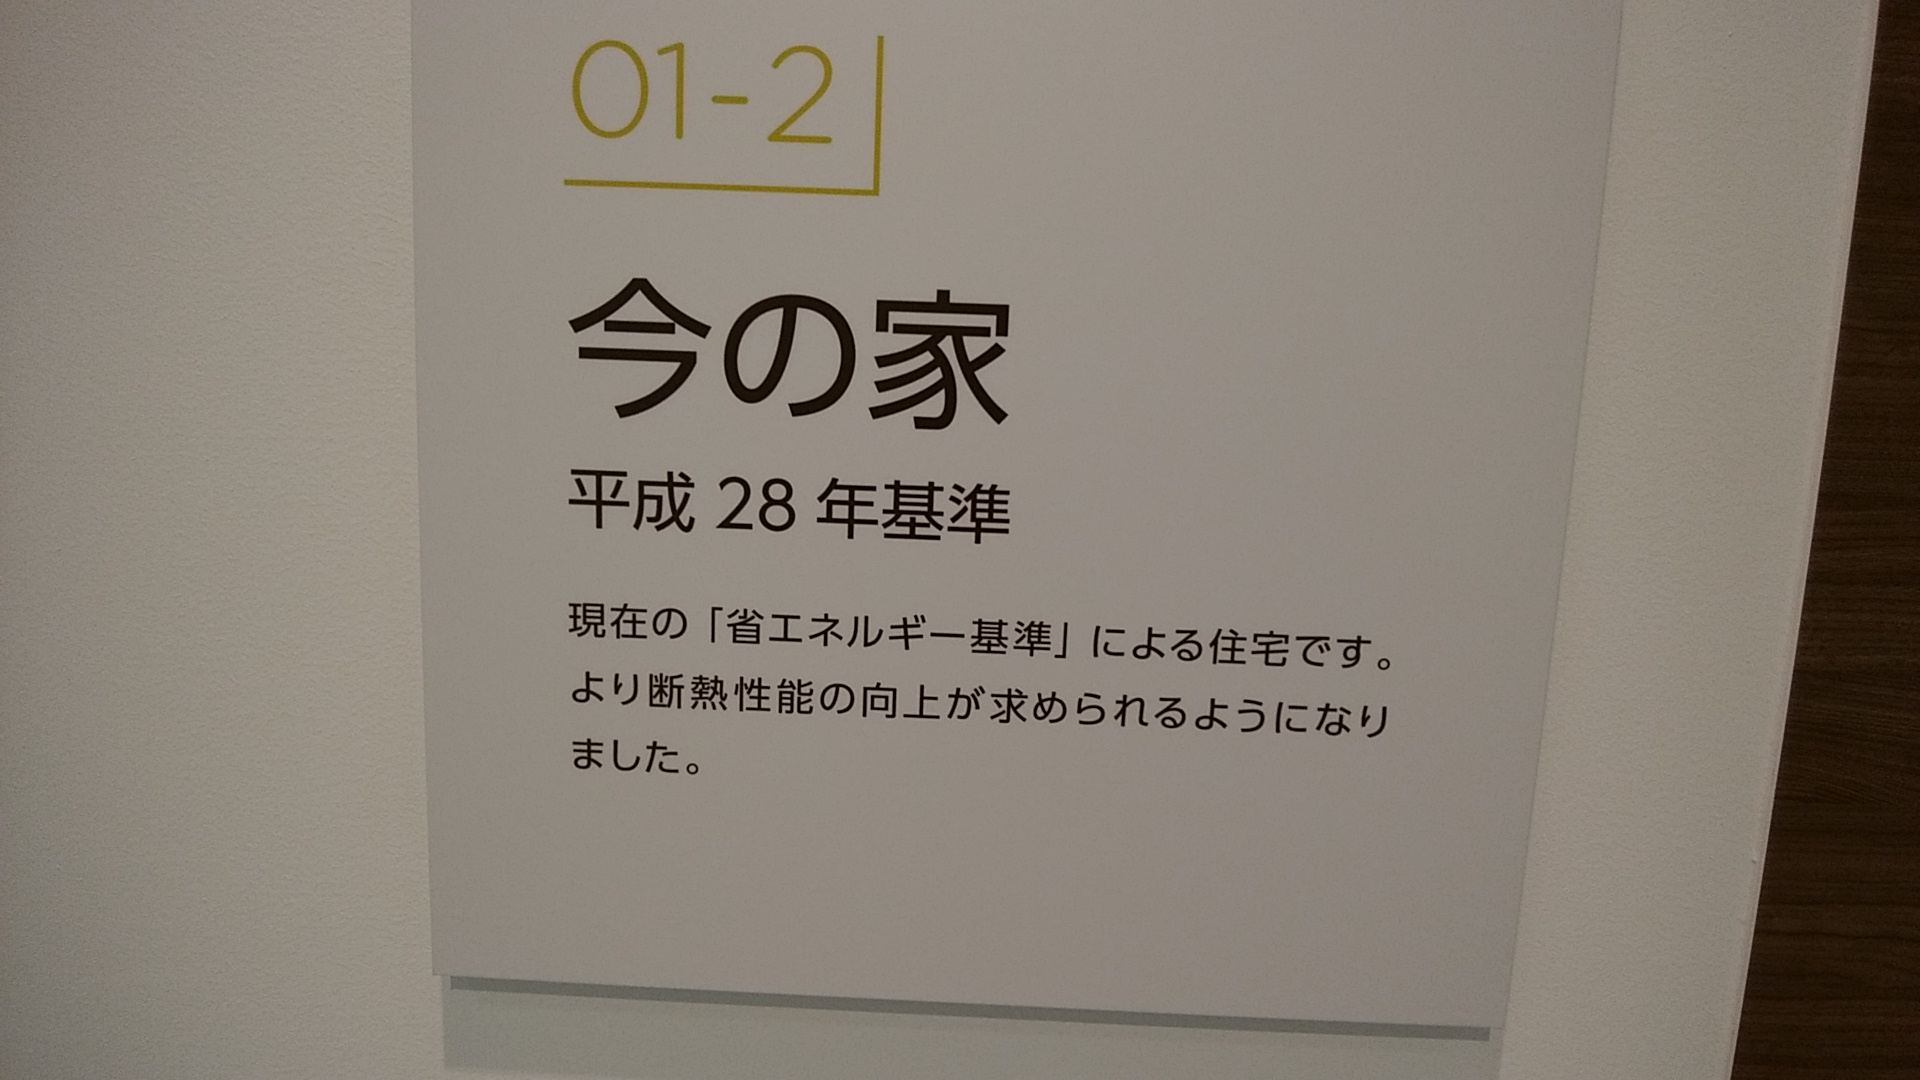 01-2
今の家
平成 28 年基準
現在の「省エネルギー基準」による住宅です。
より断熱性能の向上が求められるようになり
ました。